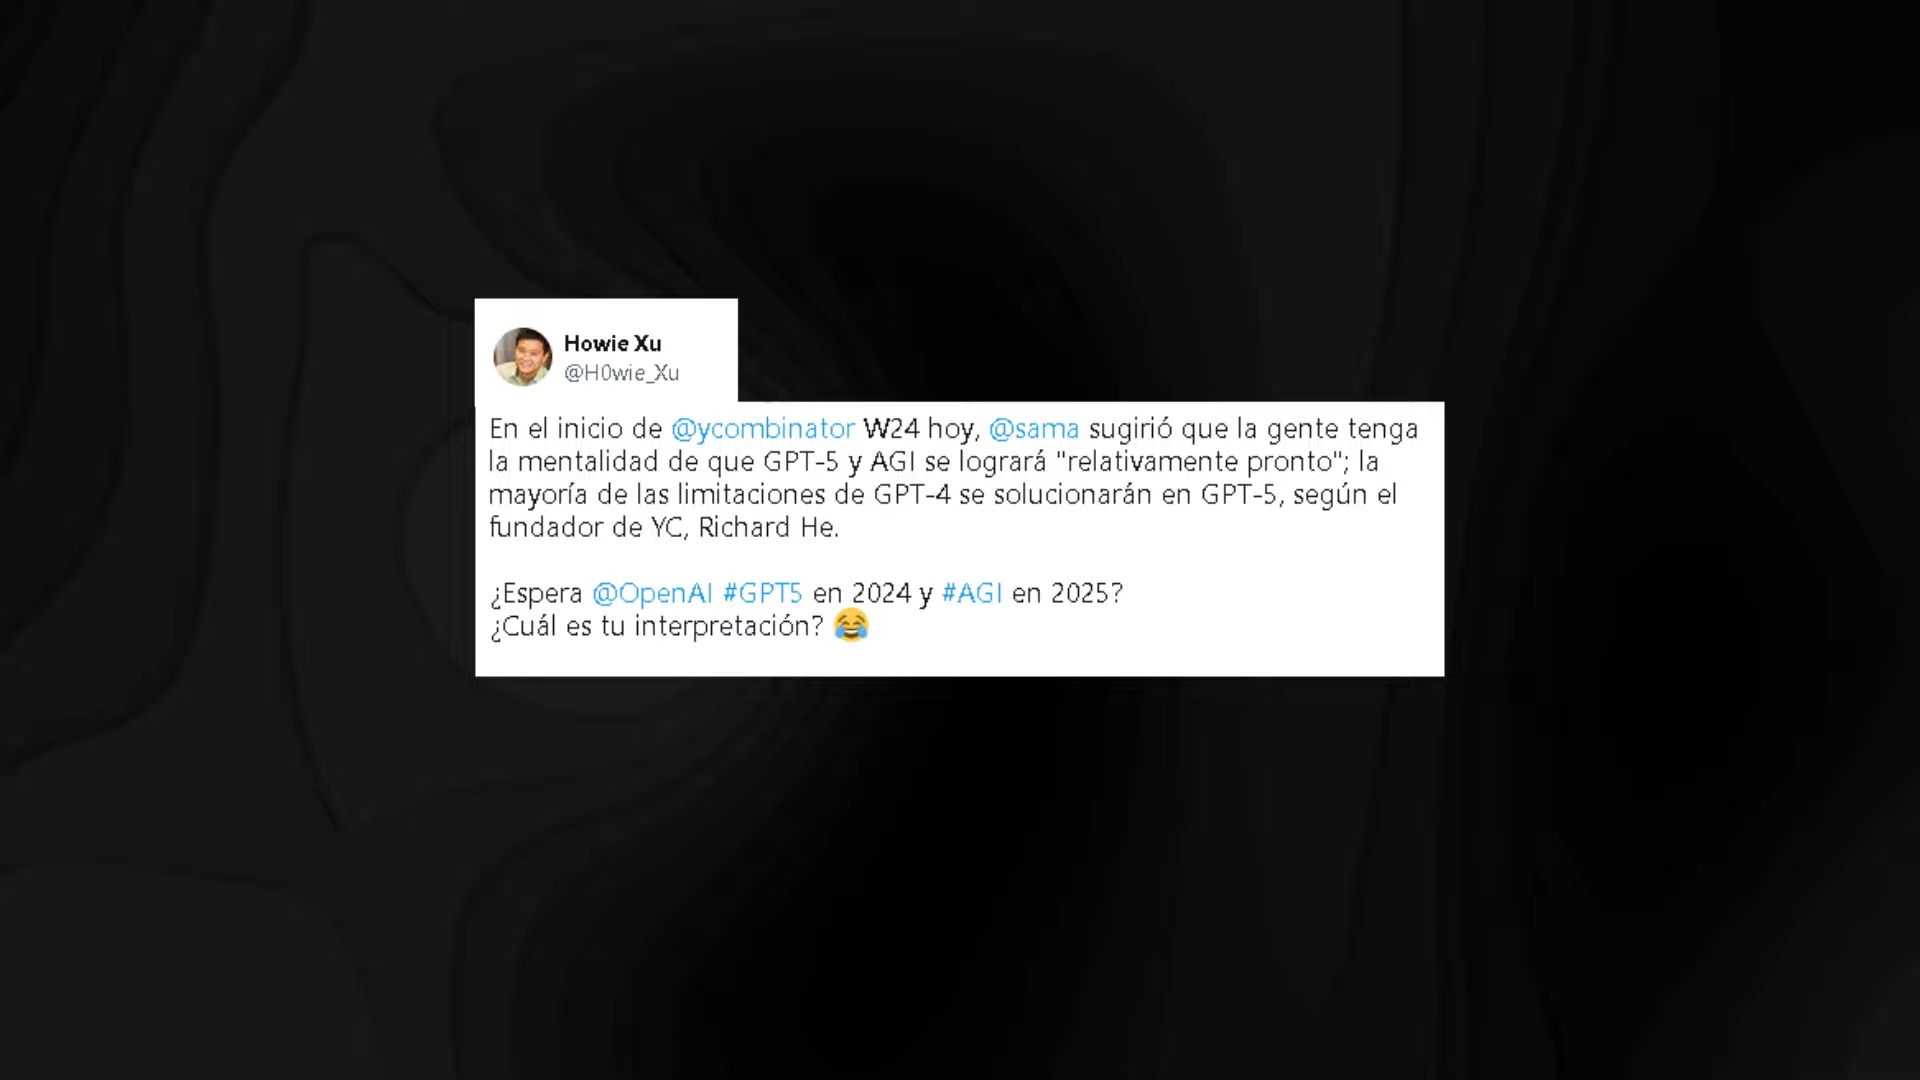 Howie Xu
@H0wie_Xu
En el inicio de @ycombinator W24 hoy, @sama sugirió que la gente tenga
la mentalidad de que GPT-5 y AGI se logrará "relativamente pronto"; la
mayoría de las limitaciones de GPT-4 se solucionarán en GPT-5, según el
fundador de YC, Richard He.
¿Espera @OpenAI #GPT5 en 2024 y #AGI en 2025?
¿Cuál es tu interpretación? 😂